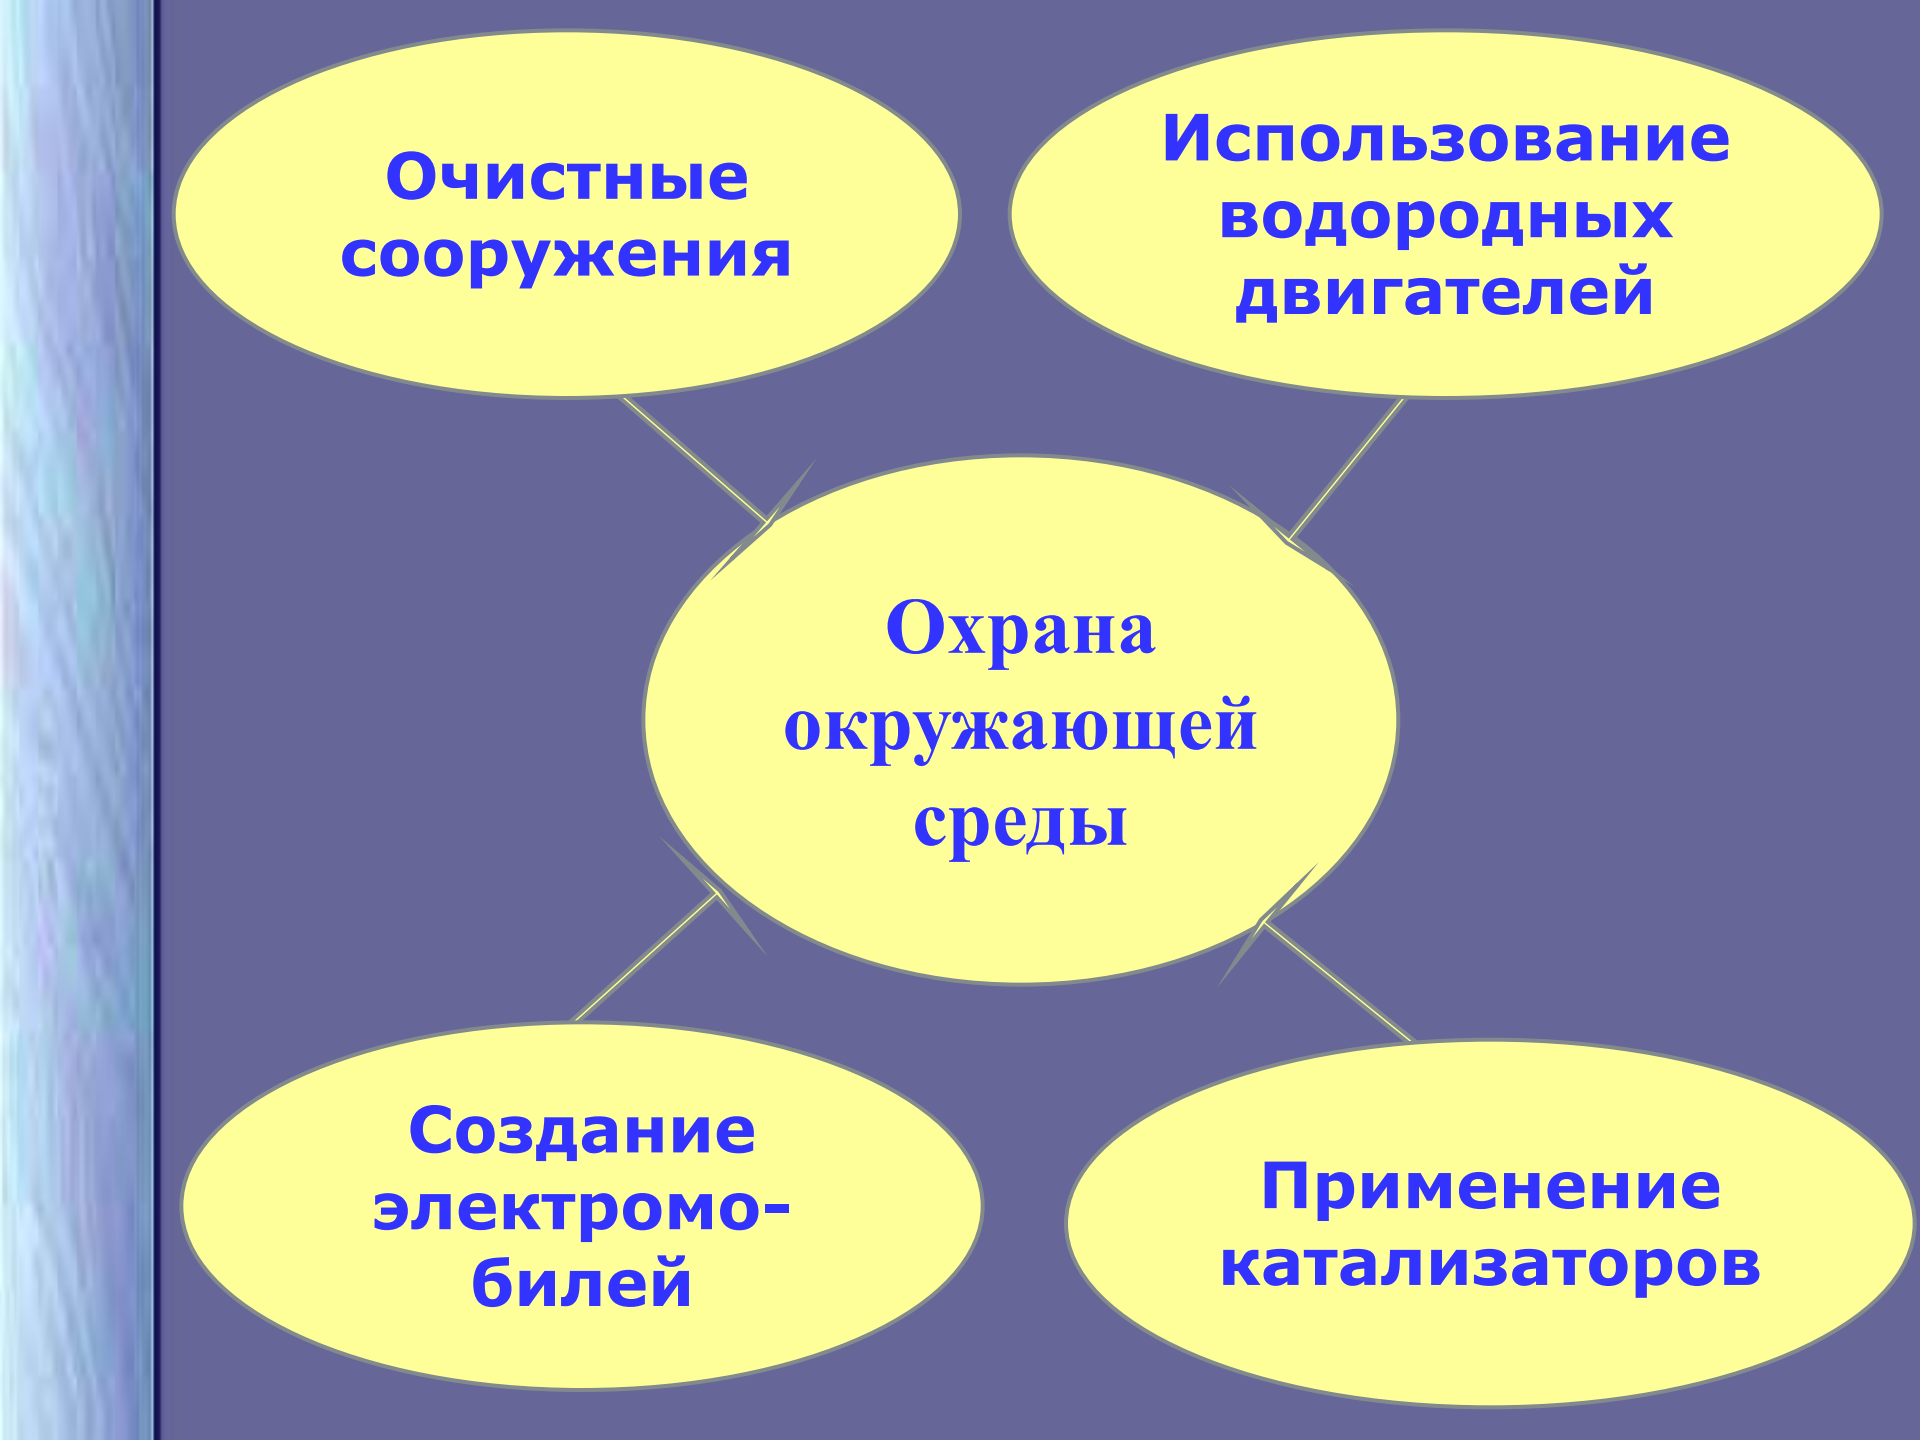 Очистные
сооружения
Использование
водородных
двигателей
Охрана
окружающей
среды
Создание
электромо-
билей
Применение
катализаторов